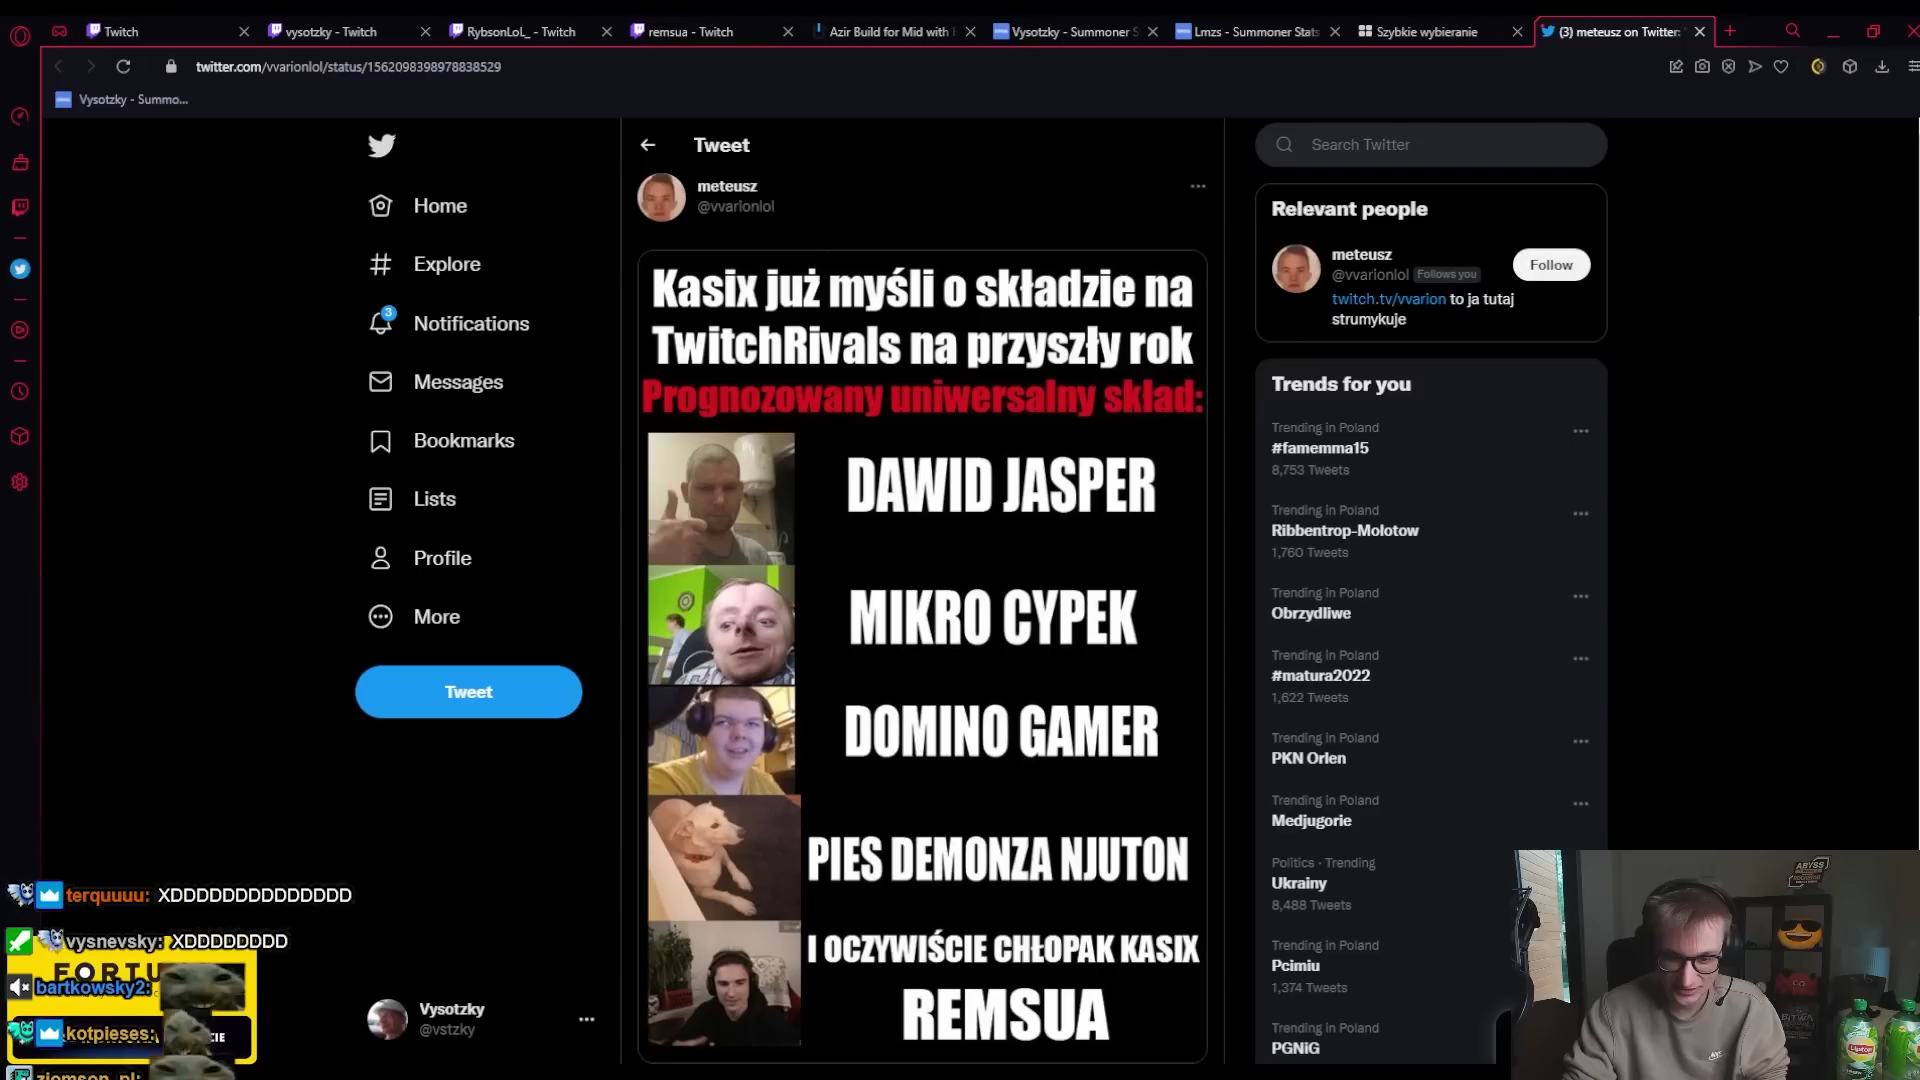 Twitch
vysotzky - Twitch
RybsonLoL_ - Twitch
remsua - Twitch
Azir Build for Mid with
Vysotzky - Summoner S
Lmzs - Summoner Stats
Szybkie wybieranie
(3) meteusz on Twitter:
twitter.com/vvarionlol/status/1562098398978838529
Vysotzky - Summo...
Home
Explore
3
Notifications
Messages
Bookmarks
Lists
Profile
More
Tweet
Vysotzky
@vstzky
Tweet
meteusz
@vvarionlol
Kasix już myśli o składzie na
TwitchRivals na przyszły rok
Prognozowany uniwersalny skład:
DAWID JASPER
MIKRO CYPEK
DOMINO GAMER
PIES DEMONZA NJUTON
I OCZYWIŚCIE CHŁOPAK KASIX
REMSUA
Search Twitter
Relevant people
meteusz
@vvarionlol Follows you
Follow
twitch.tv/vvarion to ja tutaj
strumykuje
Trends for you
Trending in Poland
#famemma15
8,753 Tweets
Trending in Poland
Ribbentrop-Molotow
1,760 Tweets
Trending in Poland
Obrzydliwe
Trending in Poland
#matura2022
1,622 Tweets
Trending in Poland
PKN Orlen
Trending in Poland
Medjugorie
Politics · Trending
Ukrainy
8,488 Tweets
Trending in Poland
Pcimiu
1,374 Tweets
Trending in Poland
PGNiG
terquuuu: XDDDDDDDDDDDDDDD
vysnevsky: XDDDDDDDD
FORTU
bartkowsky2:
kotpieses:
ziomson_pl:
ABYSS
BITWA
Lipton